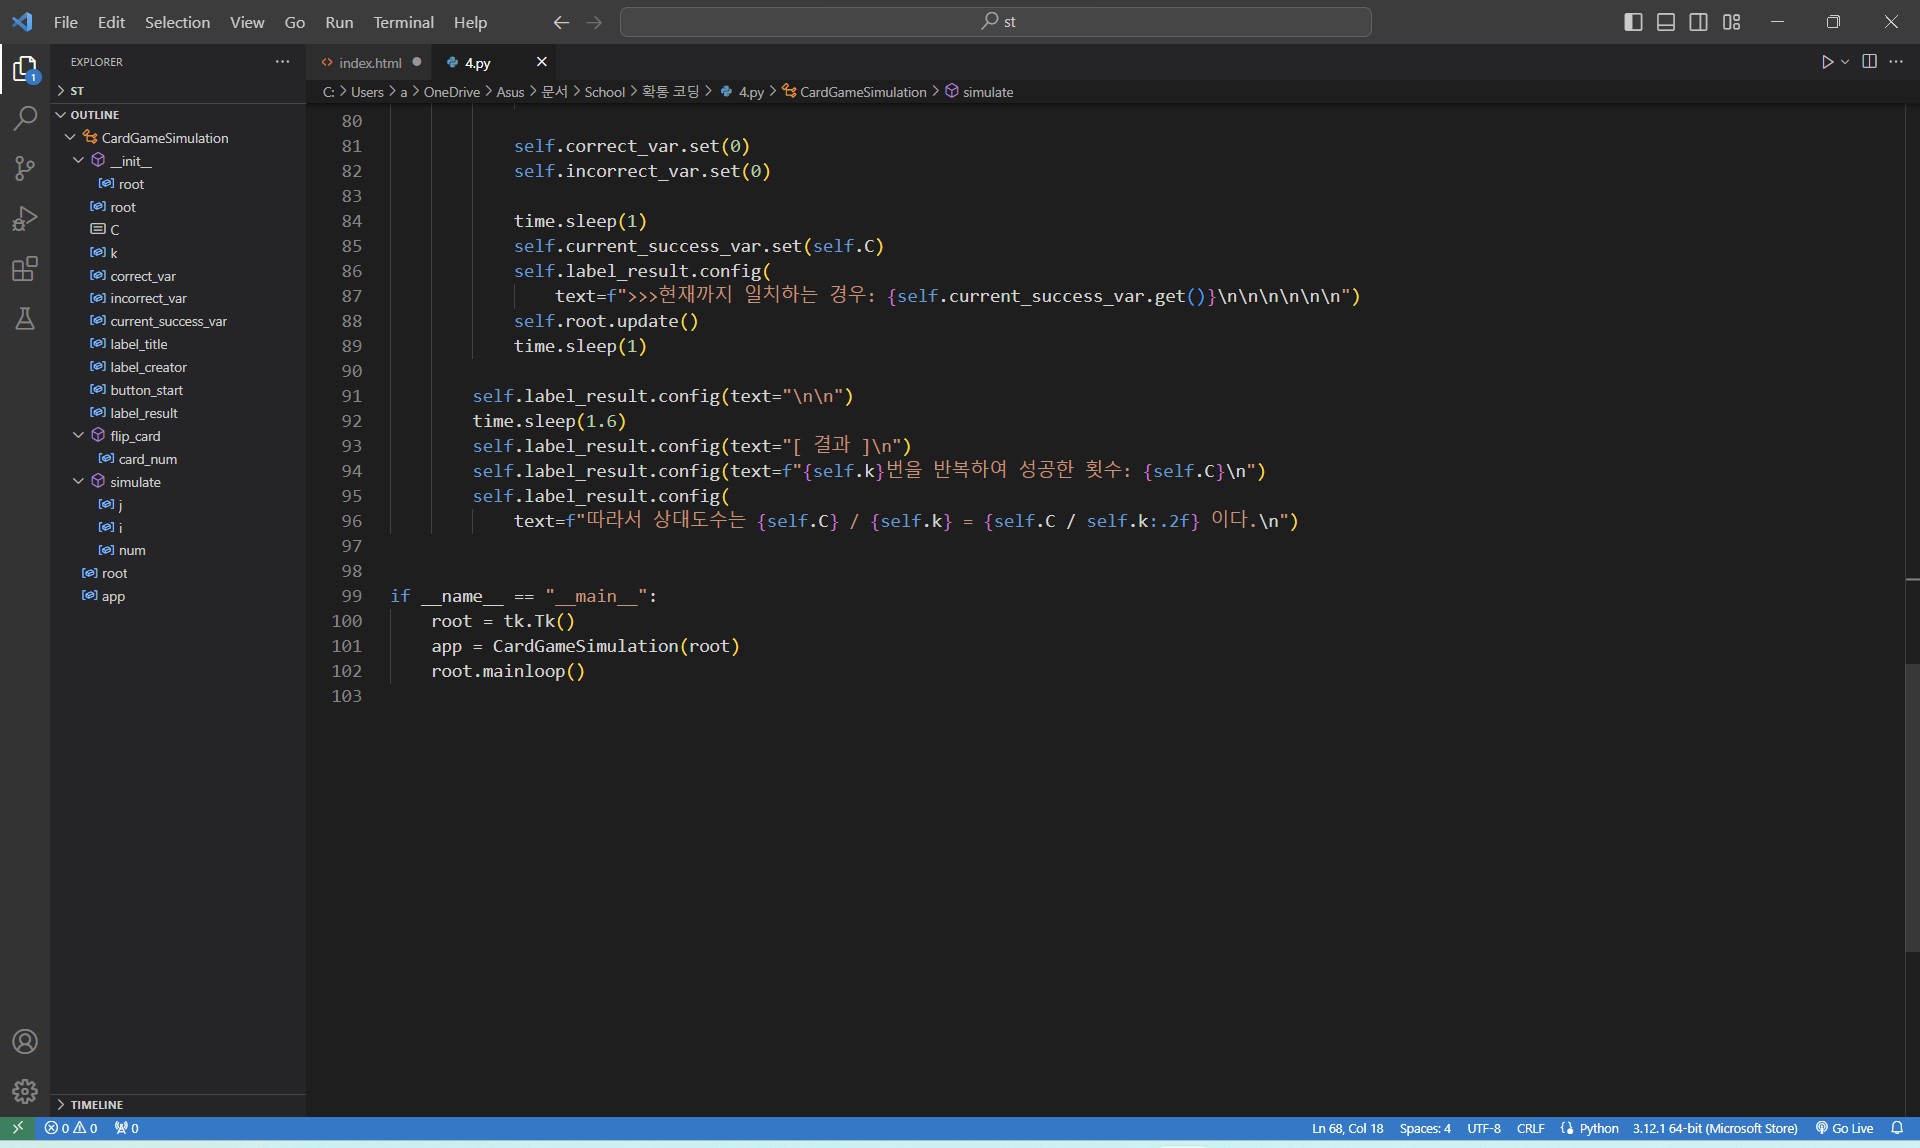 File Edit Selection View Go Run Terminal Help
st
EXPLORER
ST
OUTLINE
CardGameSimulation
__init__
root
root
C
k
correct_var
incorrect_var
current_success_var
label_title
label_creator
button_start
label_result
flip_card
card_num
simulate
j
i
num
root
app
TIMELINE
1
index.html
4.py
C: > Users > a > OneDrive > Asus > 문서 > School > 확통 코딩 > 4.py > CardGameSimulation > simulate
80
81 self.correct_var.set(0)
82 self.incorrect_var.set(0)
83
84 time.sleep(1)
85 self.current_success_var.set(self.C)
86 self.label_result.config(
87 text=f">>>현재까지 일치하는 경우: {self.current_success_var.get()}\n\n\n\n\n\n")
88 self.root.update()
89 time.sleep(1)
90
91 self.label_result.config(text="\n\n")
92 time.sleep(1.6)
93 self.label_result.config(text="[ 결과 ]\n")
94 self.label_result.config(text=f"{self.k}번을 반복하여 성공한 횟수: {self.C}\n")
95 self.label_result.config(
96 text=f"따라서 상대도수는 {self.C} / {self.k} = {self.C / self.k:.2f} 이다.\n")
97
98
99 if __name__ == "__main__":
100 root = tk.Tk()
101 app = CardGameSimulation(root)
102 root.mainloop()
103
0 0 0
Ln 68, Col 18 Spaces: 4 UTF-8 CRLF Python 3.12.1 64-bit (Microsoft Store) Go Live